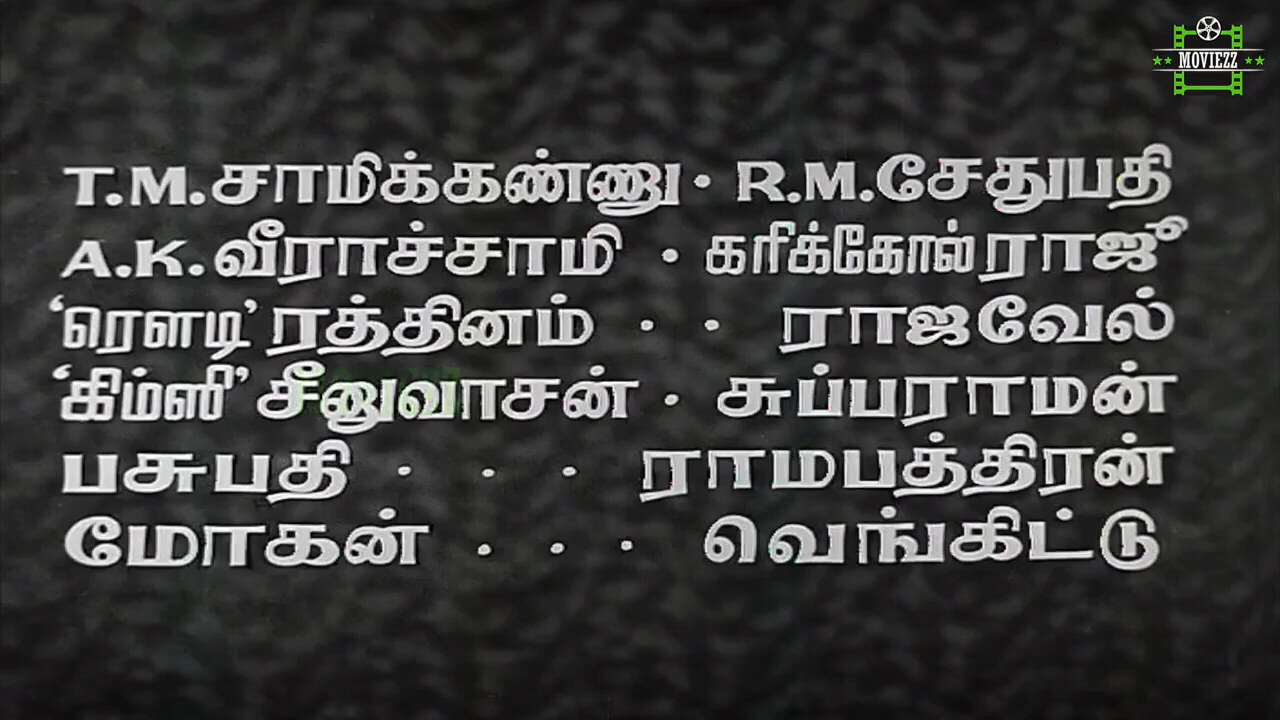 MOVIEZZ
T.M.சாமிக்கண்ணு · R.M.சேதுபதி
A.K.வீராச்சாமி · கரிக்கோல்ராஜூ
‘ரௌடி’ ரத்தினம் · · ராஜவேல்
‘கிம்ஸி’ சீனுவாசன் · சுப்பராமன்
பசுபதி · · · ராமபத்திரன்
மோகன் · · · வெங்கிட்டு